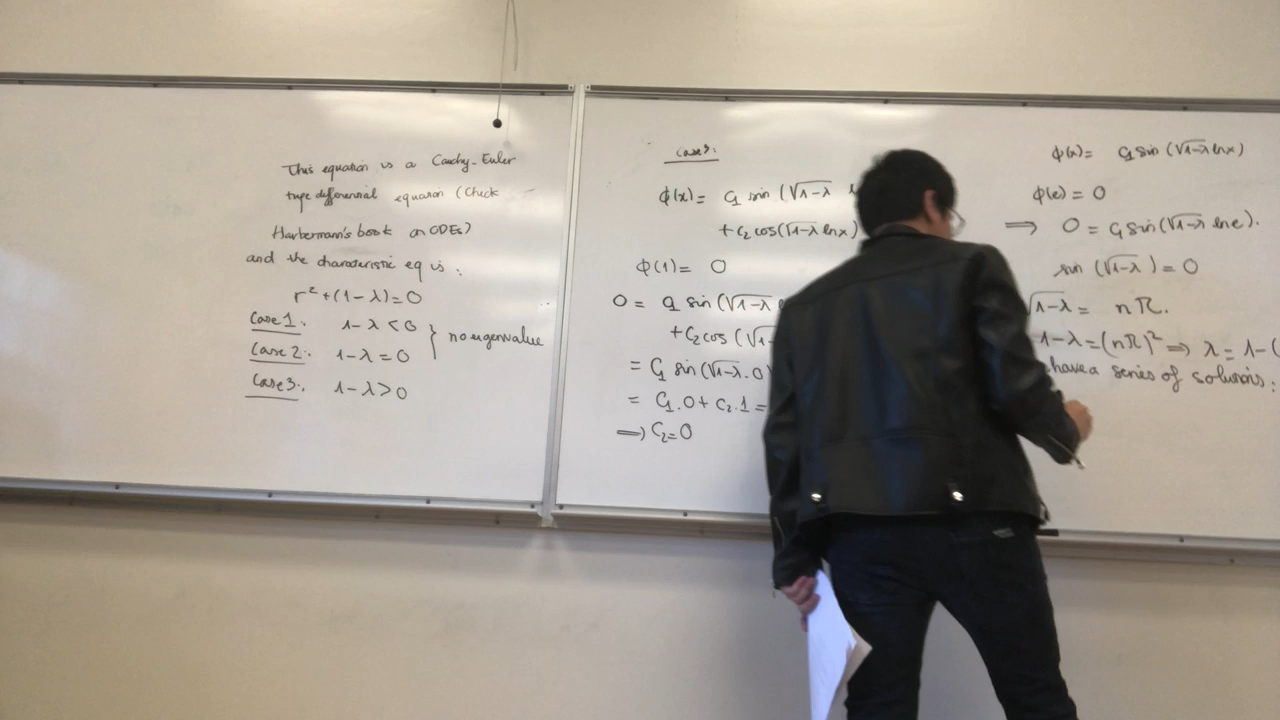 This equation is a Cauchy-Euler
type differential equation (Check
Harbermann's book on ODEs)
and the characteristic eq is:
r² + (1-λ) = 0
Case 1: 1-λ < 0
Case 2: 1-λ = 0
} no eigenvalue
Case 3: 1-λ > 0
Case 3:
ϕ(x) = C₁ sin (√1-λ
+ C₂ cos(√1-λ lnx)
ϕ(1) = 0
0 = C₁ sin (√1-λ
+ C₂ cos (√1-
= C₁ sin (√1-λ . 0)
= C₁ . 0 + C₂ . 1 =
⟹ C₂ = 0
ϕ(x) = C₁ sin (√1-λ lnx)
ϕ(e) = 0
⟹ 0 = C₁ sin (√1-λ lne).
sin (√1-λ) = 0
√1-λ = nπ.
1-λ = (nπ)² ⟹ λ = 1-(
have a series of solutions: